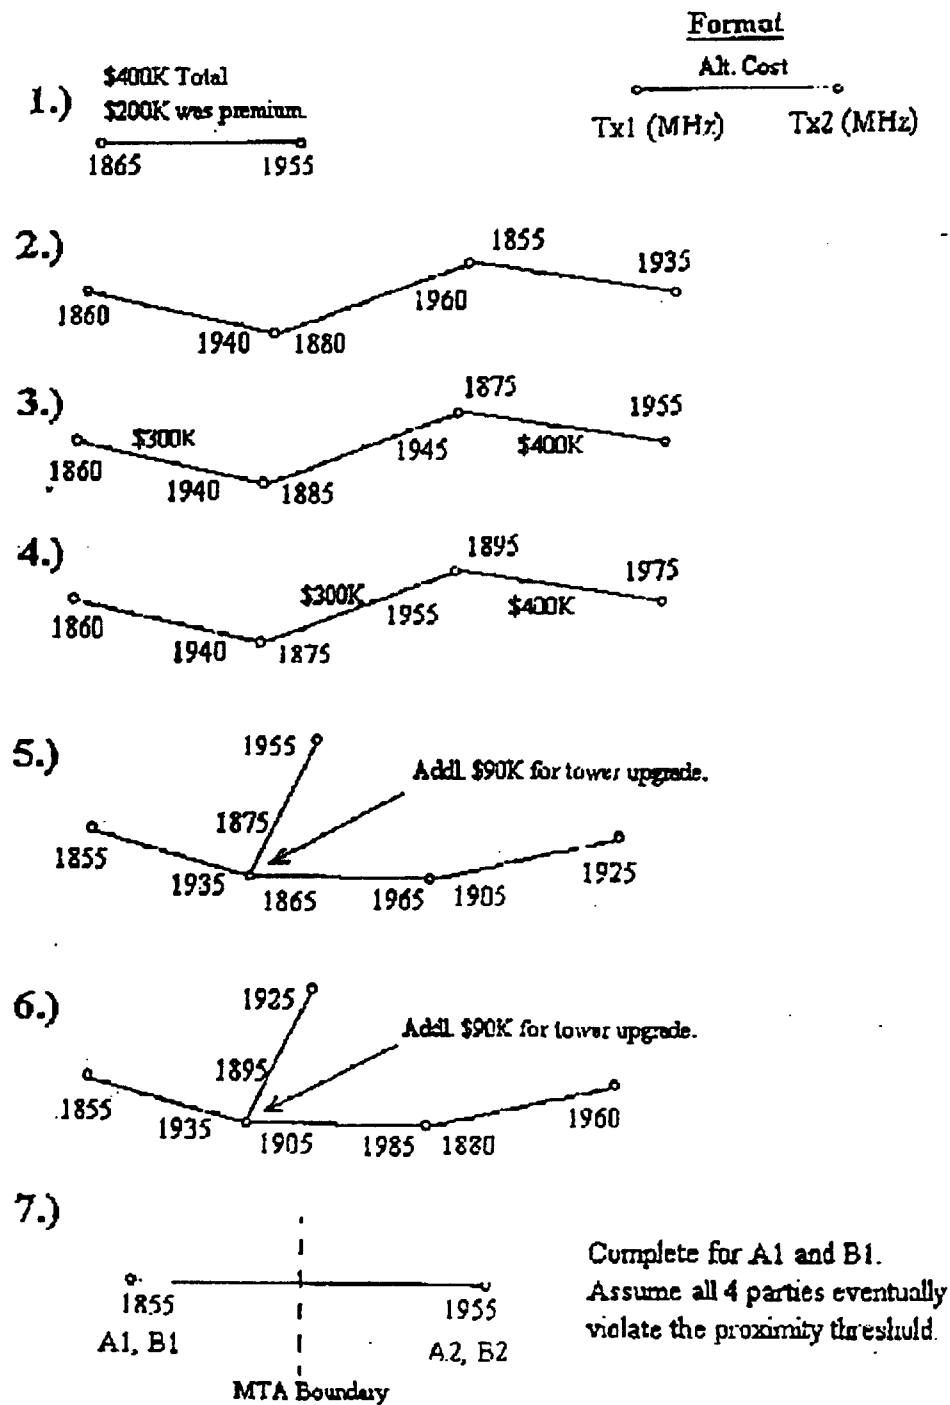 Format
Alt. Cost
Tx1 (MHz) Tx2 (MHz)
1.) $400K Total
$200K was premium.
1865 1955
2.) 1855 1935
1860 1960
1940 1880
3.) 1875 1955
$300K 1945 $400K
1860 1940 1885
4.) 1895 1975
$300K 1955 $400K
1860 1940 1875
5.) 1955
Addl. $90K for tower upgrade.
1875
1855 1935 1865 1965 1905 1925
6.) 1925
Addl. $90K for tower upgrade.
1895
1855 1935 1905 1985 1880 1960
7.)
1855 1955
A1, B1 A2, B2
MTA Boundary
Complete for A1 and B1.
Assume all 4 parties eventually
violate the proximity threshold.